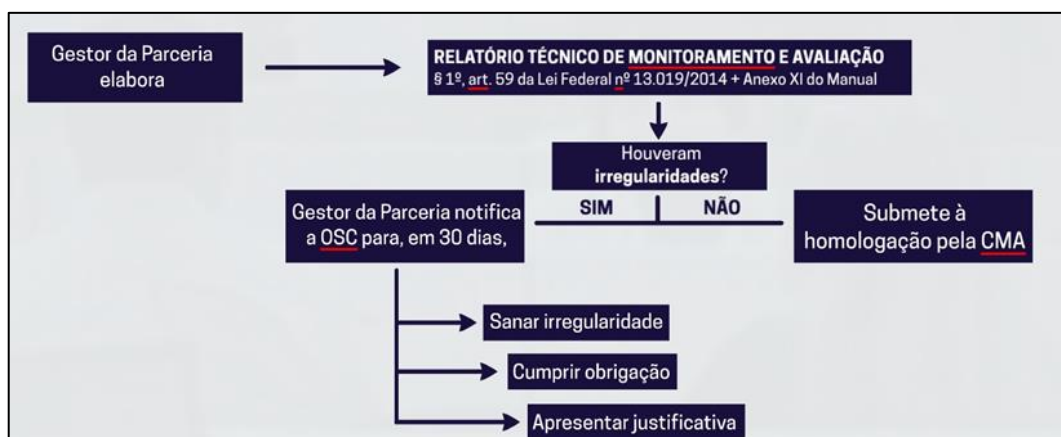 Gestor da Parceria
elabora
RELATÓRIO TÉCNICO DE MONITORAMENTO E AVALIAÇÃO
§ 1º, art. 59 da Lei Federal nº 13.019/2014 + Anexo XI do Manual
Houveram
irregularidades?
SIM
NÃO
Gestor da Parceria notifica
a OSC para, em 30 dias,
Submete à
homologação pela CMA
Sanar irregularidade
Cumprir obrigação
Apresentar justificativa